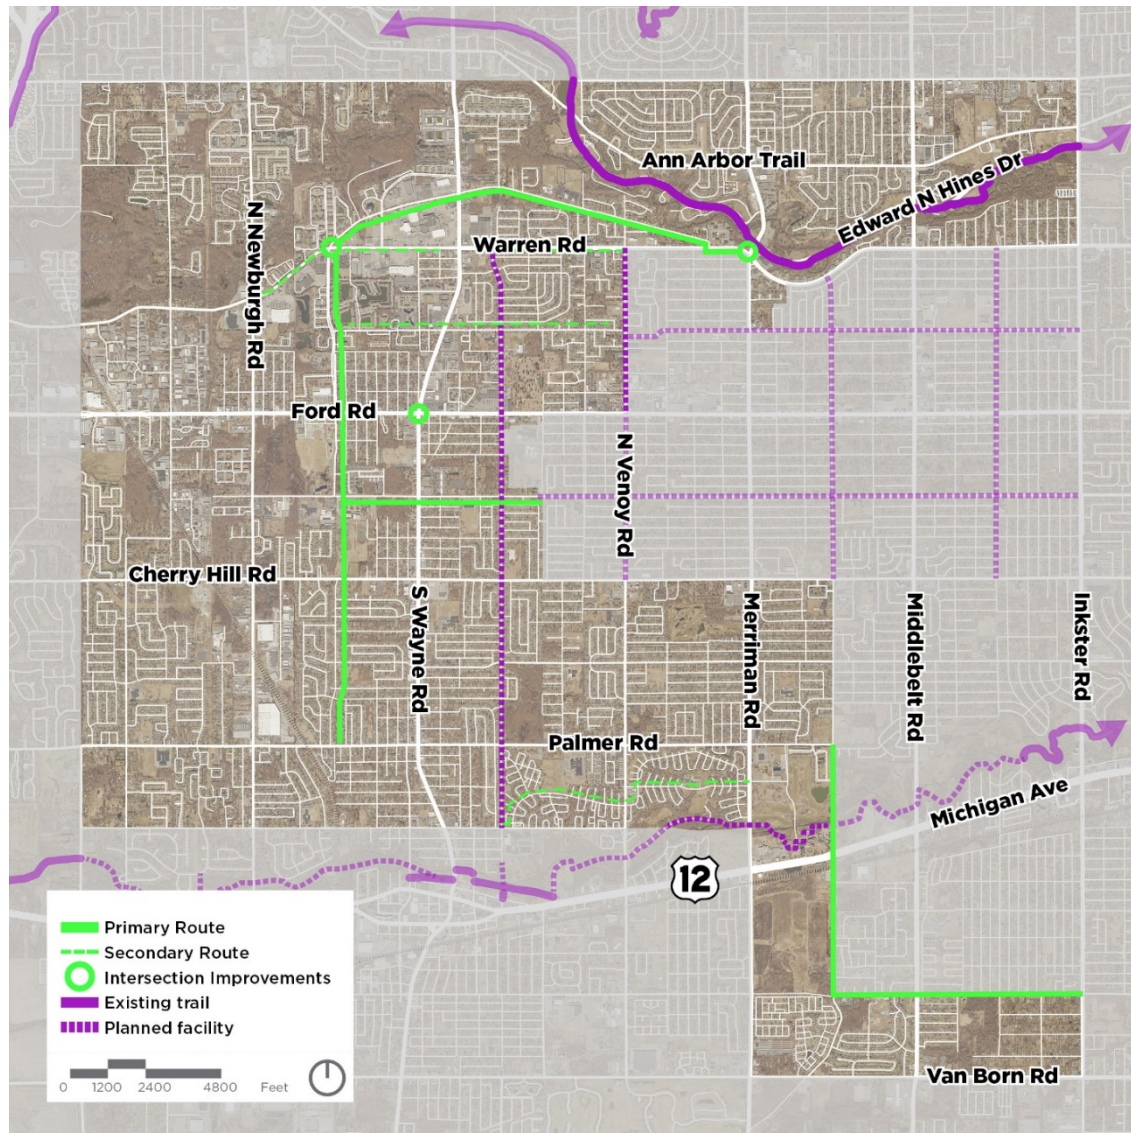 Ann Arbor Trail
Edward N Hines Dr
N Newburgh Rd
Warren Rd
Ford Rd
N Venoy Rd
Cherry Hill Rd
S Wayne Rd
Merriman Rd
Middlebelt Rd
Inkster Rd
Palmer Rd
Michigan Ave
12
Primary Route
Secondary Route
Intersection Improvements
Existing trail
Planned facility
0 1200 2400 4800 Feet
Van Born Rd